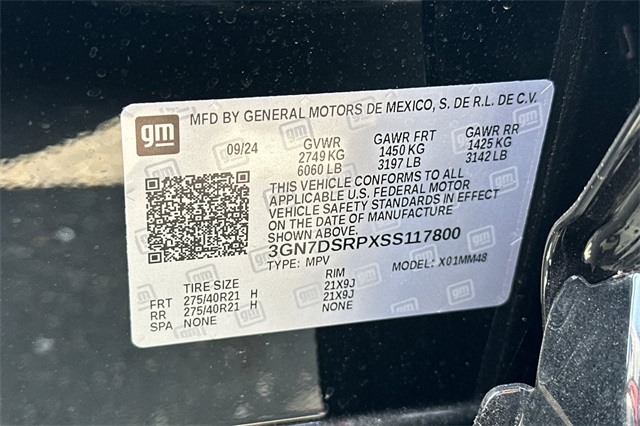 MFD BY GENERAL MOTORS DE MEXICO, S. DE R.L. DE C.V.
gm
09/24 GVWR GAWR FRT GAWR RR
2749 KG 1450 KG 1425 KG
6060 LB 3197 LB 3142 LB
THIS VEHICLE CONFORMS TO ALL
APPLICABLE U.S. FEDERAL MOTOR
VEHICLE SAFETY STANDARDS IN EFFECT
ON THE DATE OF MANUFACTURE
SHOWN ABOVE.
3GN7DSRPXSS117800
TYPE: MPV MODEL: X01MM48
TIRE SIZE RIM
FRT 275/40R21 H 21X9J
RR 275/40R21 H 21X9J
SPA NONE NONE